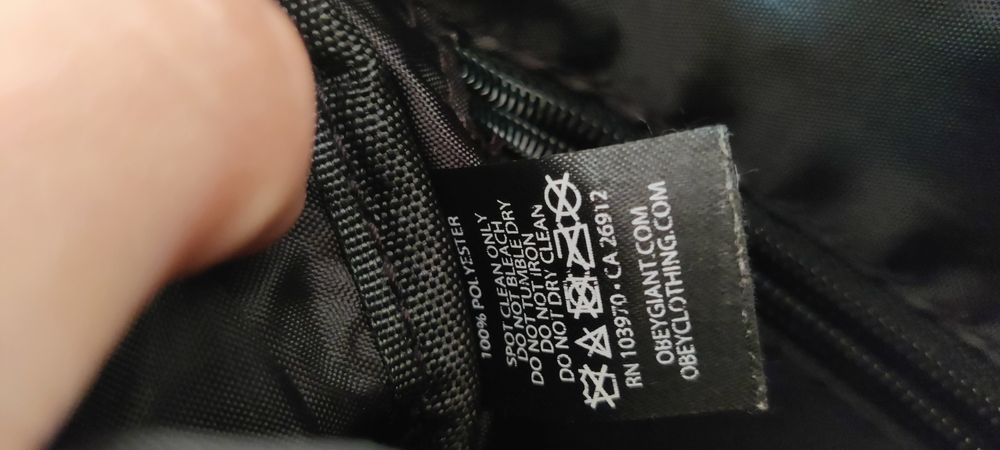 100% POLYESTER
SPOT CLEAN ONLY
DO NOT BLEACH
DO NOT TUMBLE DRY
DO NOT IRON
DO NOT DRY CLEAN
RN 103970 • CA 26912
OBEYGIANT.COM
OBEYCLOTHING.COM